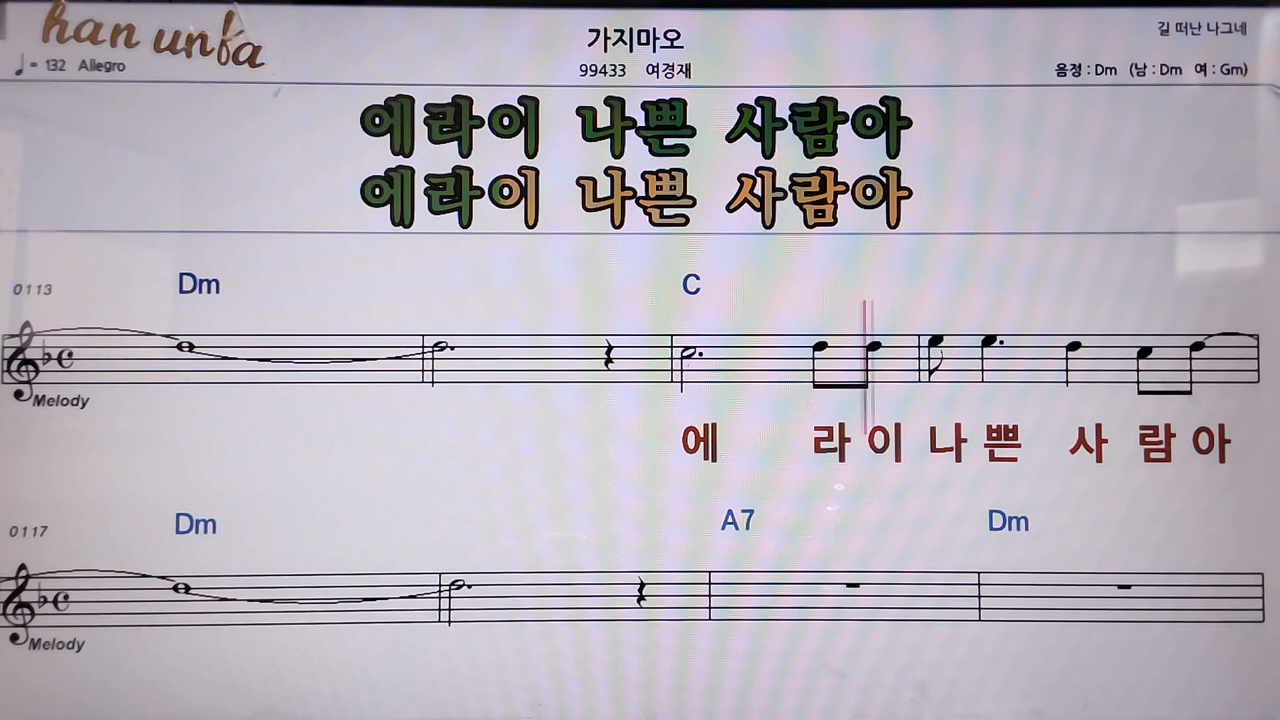 han unfa
가지마오
길 떠난 나그네
♩= 132 Allegro
99433 여경재
음정 : Dm (남 : Dm 여 : Gm)
에라이 나쁜 사람아
에라이 나쁜 사람아
0113 Dm C
Melody
에 라 이 나 쁜 사 람 아
0117 Dm A7 Dm
Melody